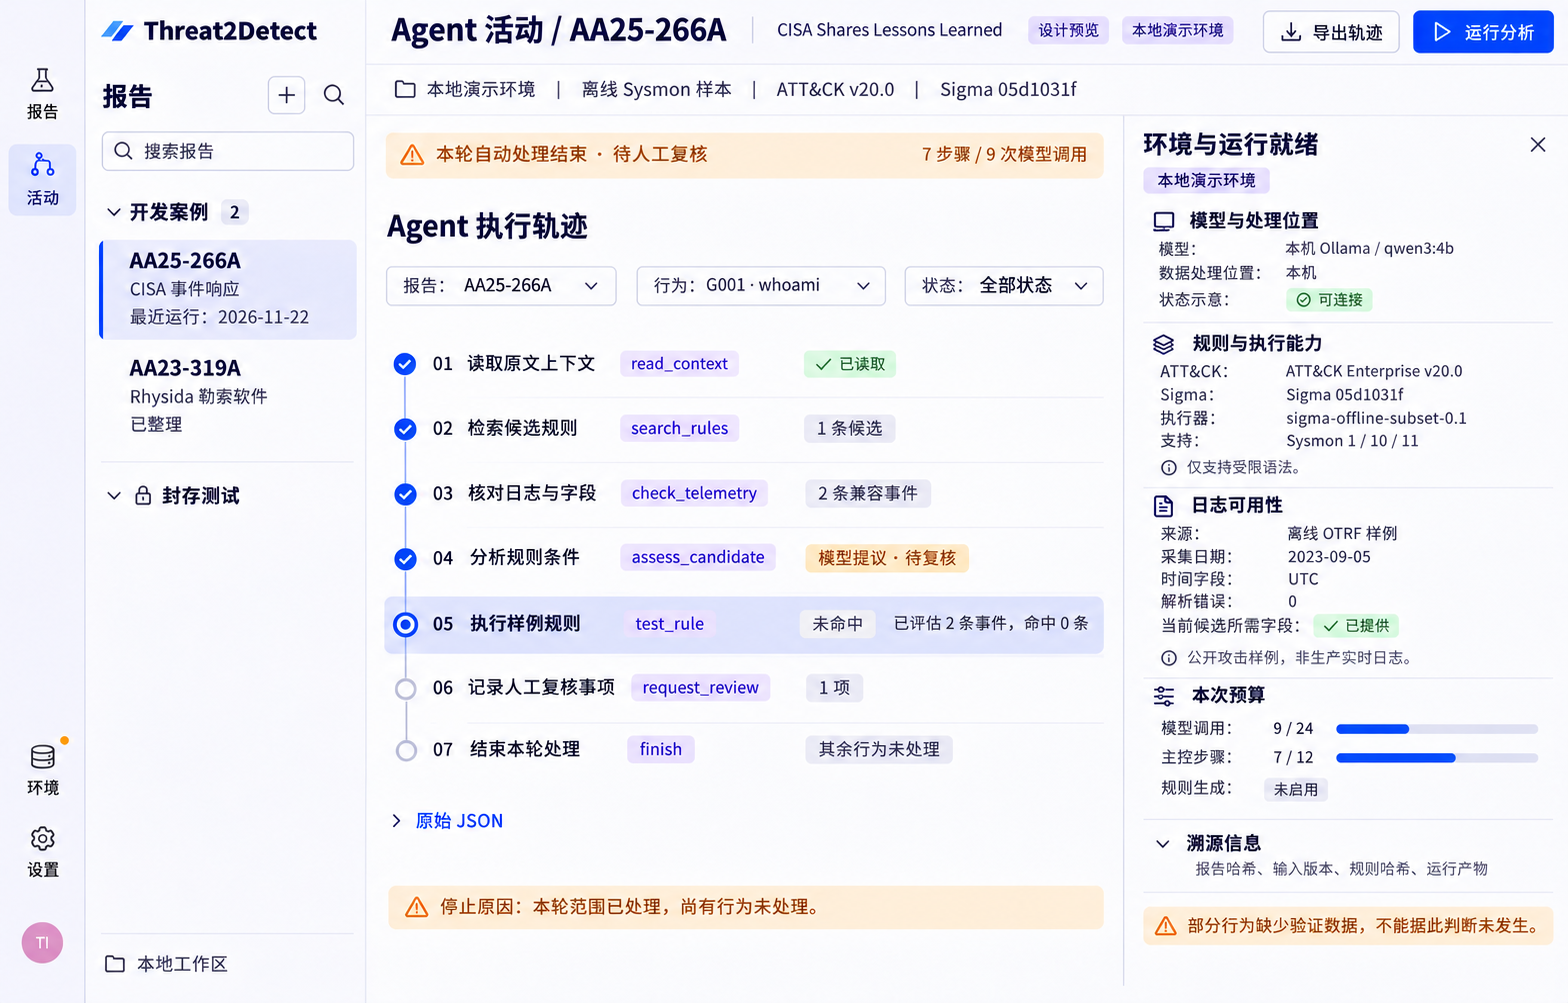 Threat2Detect
报告
活动
环境
设置
TI
报告
搜索报告
开发案例 2
AA25-266A
CISA 事件响应
最近运行：2026-11-22
AA23-319A
Rhysida 勒索软件
已整理
封存测试
本地工作区
Agent 活动 / AA25-266A
CISA Shares Lessons Learned
设计预览
本地演示环境
导出轨迹
运行分析
本地演示环境 | 离线 Sysmon 样本 | ATT&CK v20.0 | Sigma 05d1031f
本轮自动处理结束 · 待人工复核
7 步骤 / 9 次模型调用
Agent 执行轨迹
报告： AA25-266A
行为：G001 · whoami
状态： 全部状态
01 读取原文上下文 read_context 已读取
02 检索候选规则 search_rules 1 条候选
03 核对日志与字段 check_telemetry 2 条兼容事件
04 分析规则条件 assess_candidate 模型提议 · 待复核
05 执行样例规则 test_rule 未命中 已评估 2 条事件，命中 0 条
06 记录人工复核事项 request_review 1 项
07 结束本轮处理 finish 其余行为未处理
原始 JSON
停止原因：本轮范围已处理，尚有行为未处理。
环境与运行就绪
本地演示环境
模型与处理位置
模型： 本机 Ollama / qwen3:4b
数据处理位置： 本机
状态示意： 可连接
规则与执行能力
ATT&CK： ATT&CK Enterprise v20.0
Sigma： Sigma 05d1031f
执行器： sigma-offline-subset-0.1
支持： Sysmon 1 / 10 / 11
仅支持受限语法。
日志可用性
来源： 离线 OTRF 样例
采集日期： 2023-09-05
时间字段： UTC
解析错误： 0
当前候选所需字段： 已提供
公开攻击样例，非生产实时日志。
本次预算
模型调用： 9 / 24
主控步骤： 7 / 12
规则生成： 未启用
溯源信息
报告哈希、输入版本、规则哈希、运行产物
部分行为缺少验证数据，不能据此判断未发生。